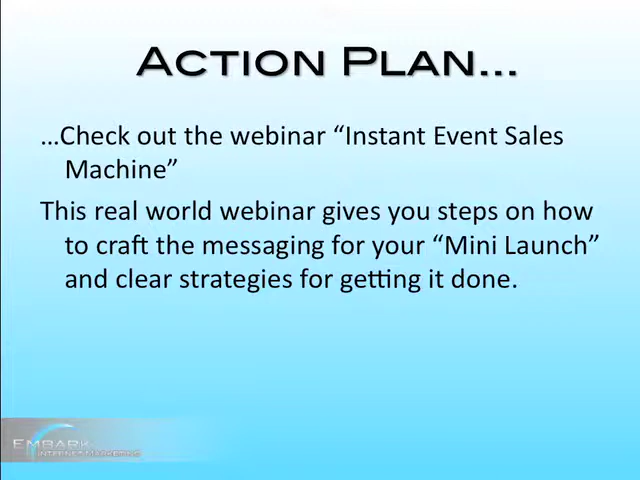 ACTION PLAN...
...Check out the webinar “Instant Event Sales
Machine”
This real world webinar gives you steps on how
to craft the messaging for your “Mini Launch”
and clear strategies for getting it done.
EMBARK
INTERNET MARKETING